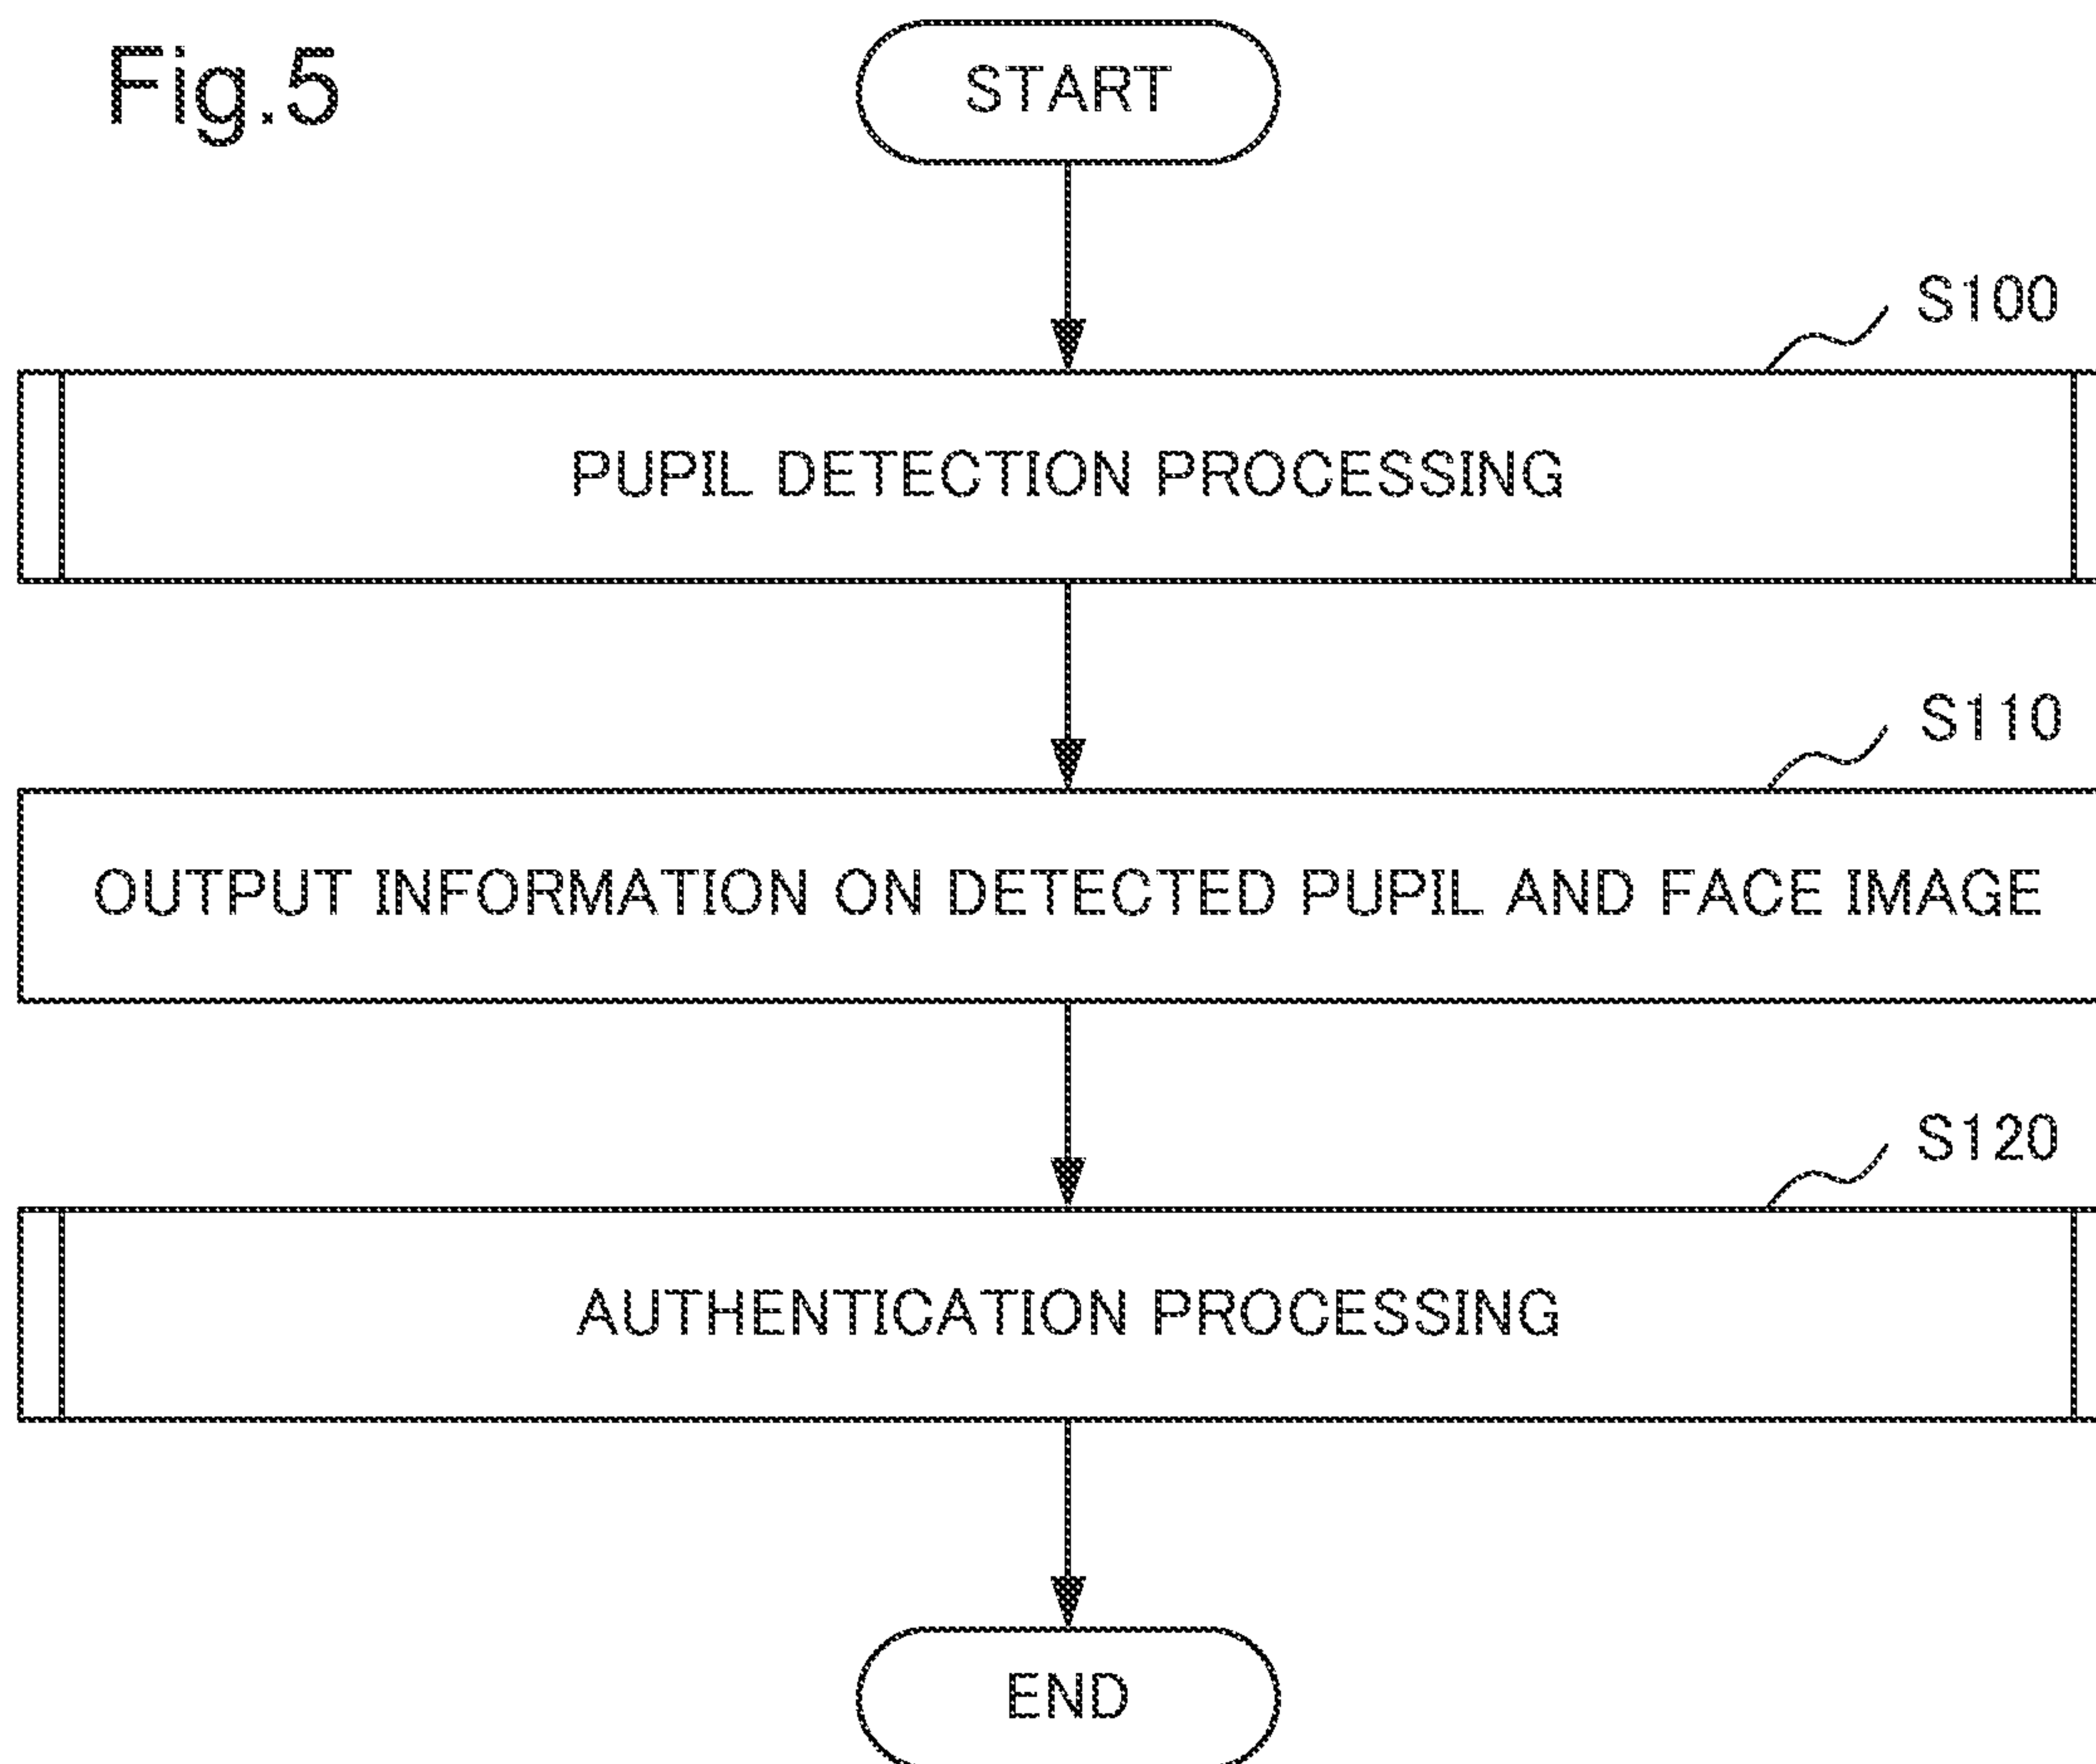 Fig.5
START
S100
PUPIL DETECTION PROCESSING
S110
OUTPUT INFORMATION ON DETECTED PUPIL AND FACE IMAGE
S120
AUTHENTICATION PROCESSING
END